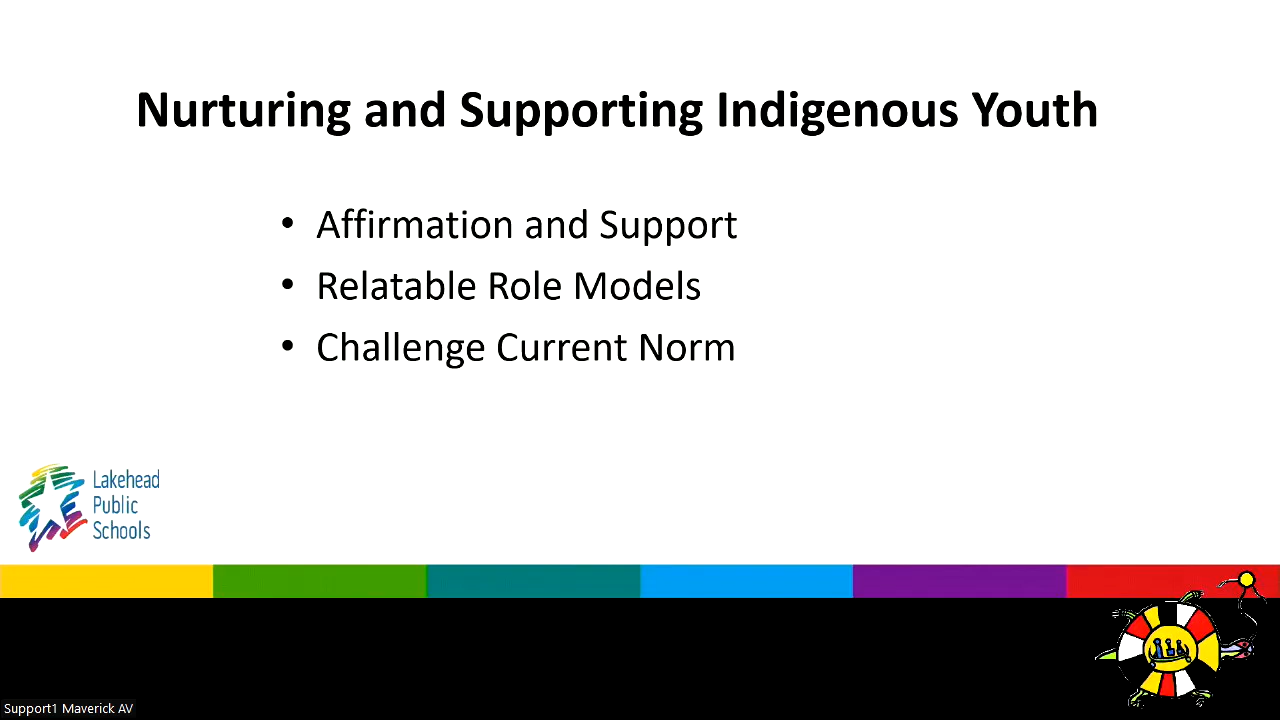 Nurturing and Supporting Indigenous Youth
• Affirmation and Support
• Relatable Role Models
• Challenge Current Norm
Lakehead
Public
Schools
Support1 Maverick AV